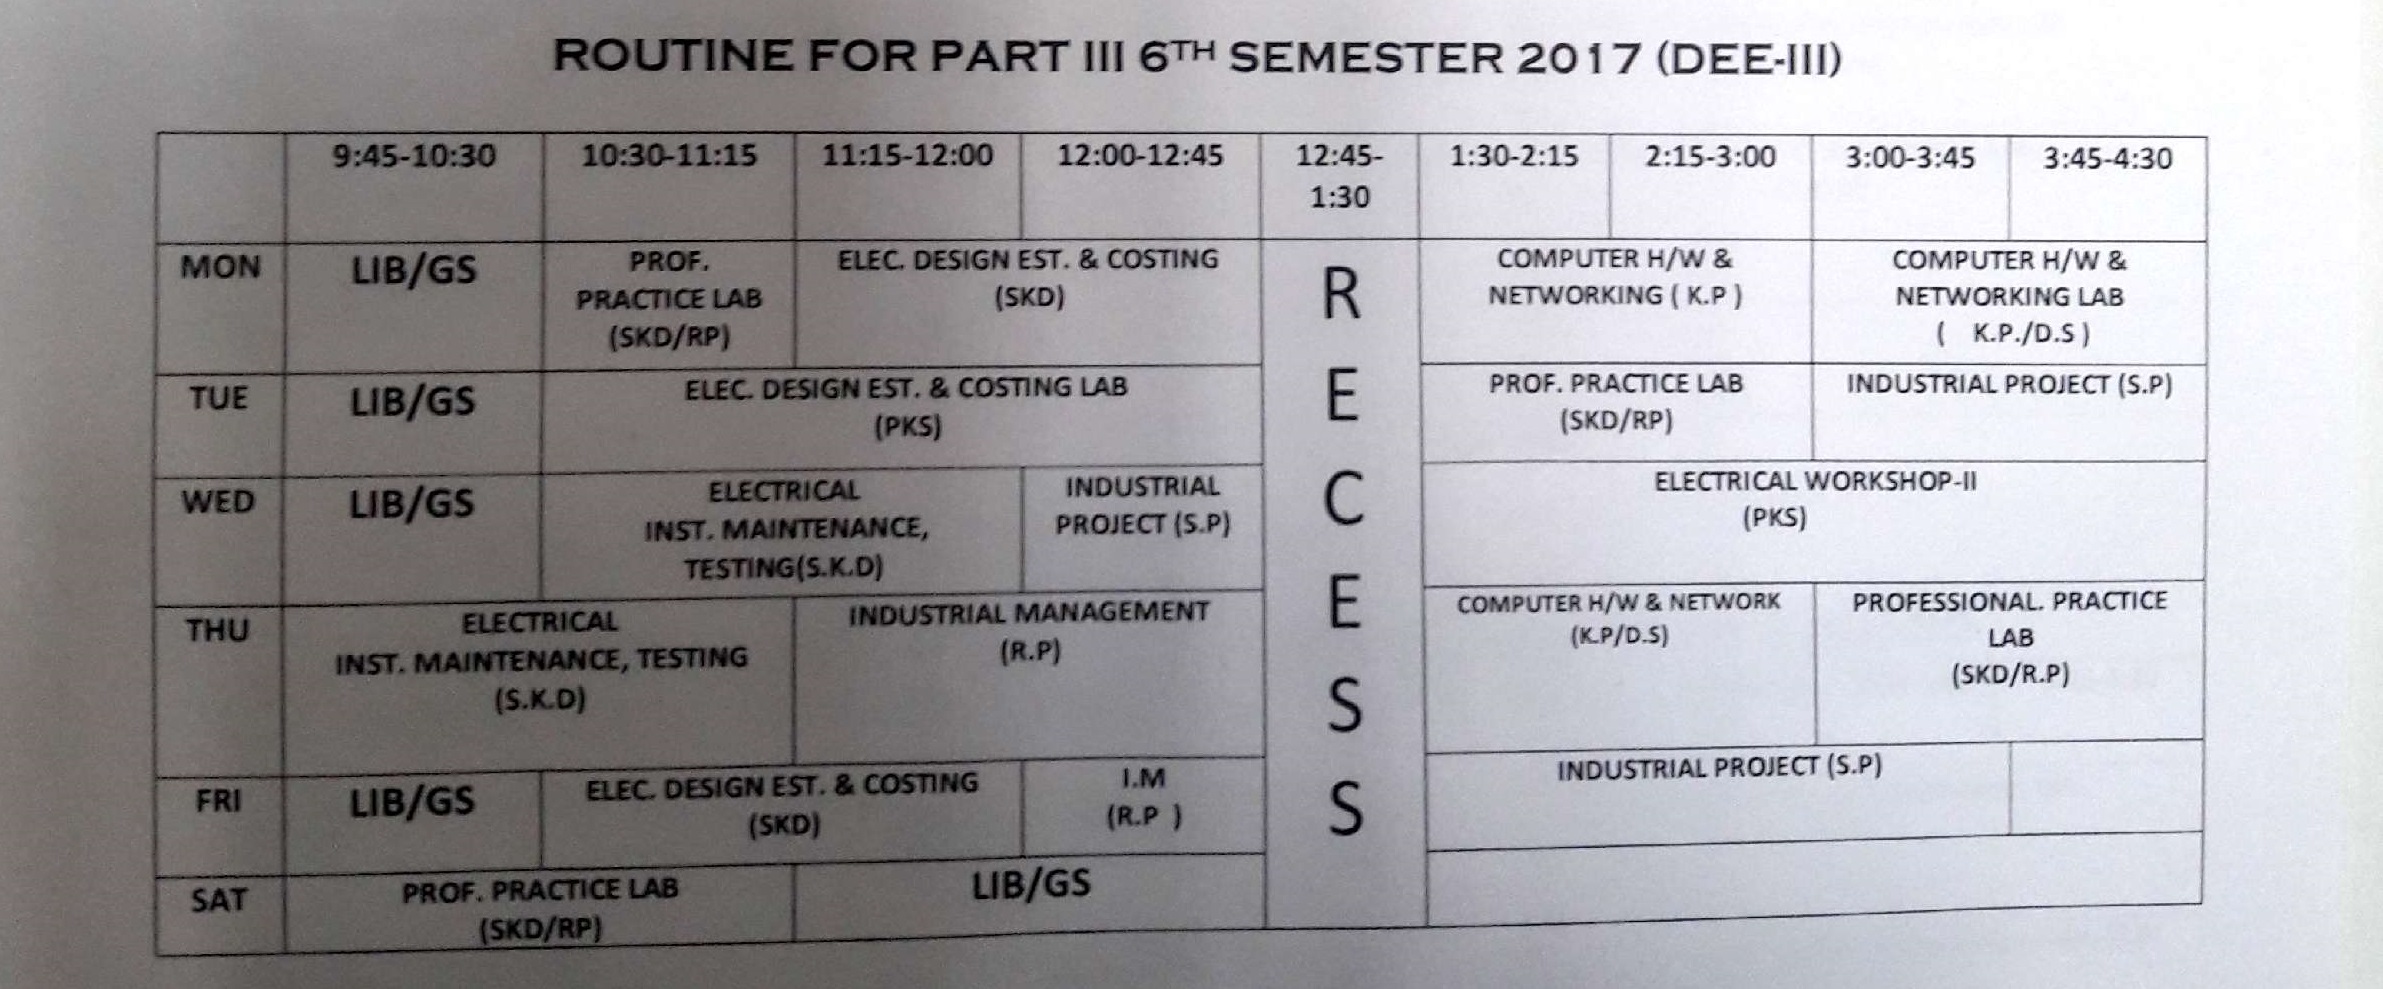 ROUTINE FOR PART III 6TH SEMESTER 2017 (DEE-III)
9:45-10:30 10:30-11:15 11:15-12:00 12:00-12:45 12:45- 1:30-2:15 2:15-3:00 3:00-3:45 3:45-4:30
1:30
MON
LIB/GS
PROF.
PRACTICE LAB
(SKD/RP)
ELEC. DESIGN EST. & COSTING
(SKD)
COMPUTER H/W &
NETWORKING ( K.P )
COMPUTER H/W &
NETWORKING LAB
( K.P./D.S )
TUE
LIB/GS
ELEC. DESIGN EST. & COSTING LAB
(PKS)
PROF. PRACTICE LAB
(SKD/RP)
INDUSTRIAL PROJECT (S.P)
WED
LIB/GS
ELECTRICAL
INST. MAINTENANCE,
TESTING(S.K.D)
INDUSTRIAL
PROJECT (S.P)
ELECTRICAL WORKSHOP-II
(PKS)
THU
ELECTRICAL
INST. MAINTENANCE, TESTING
(S.K.D)
INDUSTRIAL MANAGEMENT
(R.P)
COMPUTER H/W & NETWORK
(K.P/D.S)
PROFESSIONAL. PRACTICE
LAB
(SKD/R.P)
FRI
LIB/GS
ELEC. DESIGN EST. & COSTING
(SKD)
I.M
(R.P )
INDUSTRIAL PROJECT (S.P)
SAT
PROF. PRACTICE LAB
(SKD/RP)
LIB/GS
R
E
C
E
S
S